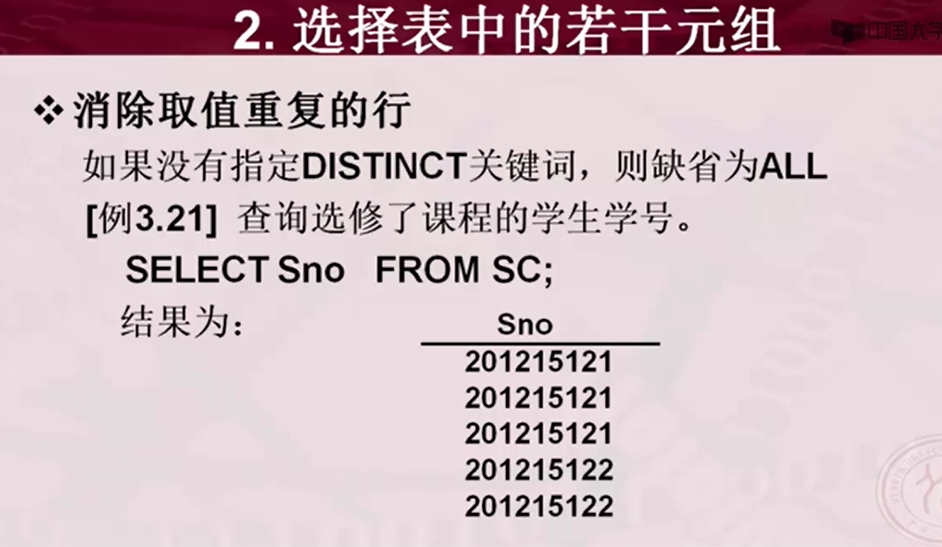 2. 选择表中的若干元组
中国大学
消除取值重复的行
如果没有指定DISTINCT关键词，则缺省为ALL
[例3.21] 查询选修了课程的学生学号。
SELECT Sno FROM SC;
结果为：
Sno
201215121
201215121
201215121
201215122
201215122